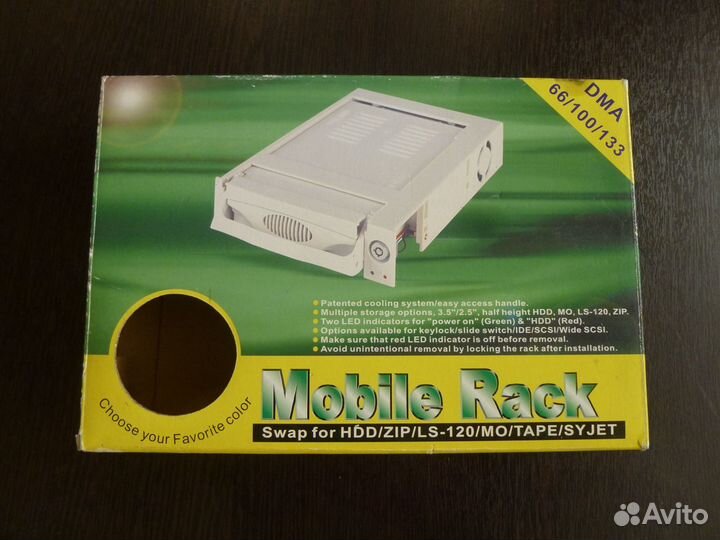 DMA
66/100/133
Patented cooling system/easy access handle.
Multiple storage options, 3.5"/2.5", half height HDD, MO, LS-120, ZIP.
Two LED indicators for "power on" (Green) & "HDD" (Red).
Options available for keylock/slide switch/IDE/SCSI/Wide SCSI.
Make sure that red LED indicator is off before removal.
Avoid unintentional removal by locking the rack after installation.
Mobile Rack
Swap for HDD/ZIP/LS-120/MO/TAPE/SYJET
Choose your Favorite color
Avito